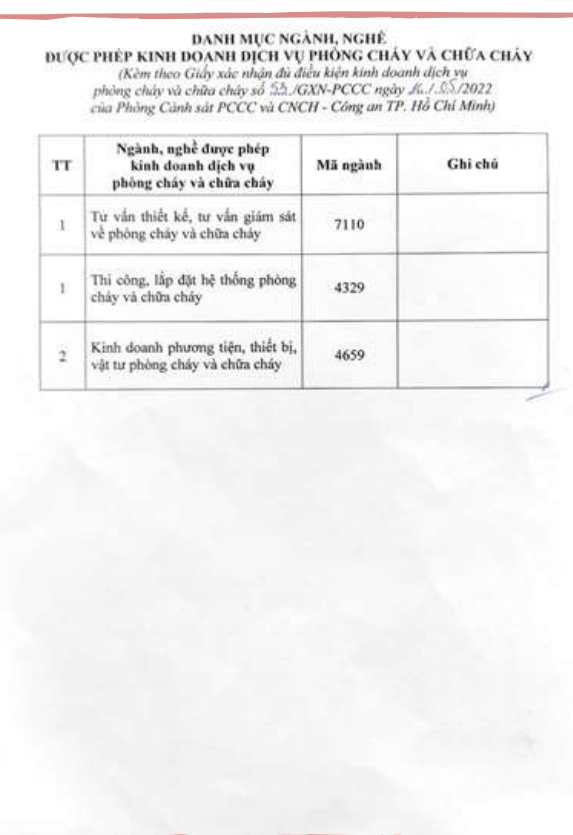 DANH MỤC NGÀNH, NGHỀ
ĐƯỢC PHÉP KINH DOANH DỊCH VỤ PHÒNG CHÁY VÀ CHỮA CHÁY
(Kèm theo Giấy xác nhận đủ điều kiện kinh doanh dịch vụ
phòng cháy và chữa cháy số 53./GXN-PCCC ngày 16./.05/2022
của Phòng Cảnh sát PCCC và CNCH - Công an TP. Hồ Chí Minh)
TT
Ngành, nghề được phép
kinh doanh dịch vụ
phòng cháy và chữa cháy
Mã ngành
Ghi chú
1
Tư vấn thiết kế, tư vấn giám sát
về phòng cháy và chữa cháy
7110
1
Thi công, lắp đặt hệ thống phòng
cháy và chữa cháy
4329
2
Kinh doanh phương tiện, thiết bị,
vật tư phòng cháy và chữa cháy
4659